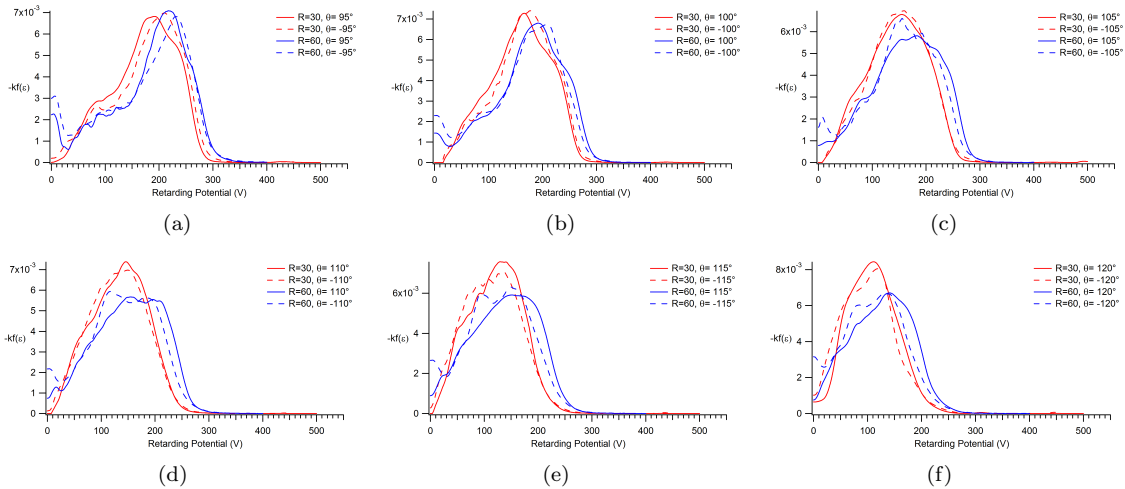 7x10⁻³
6
5
4
-kf(ε)
3
2
1
0
0 100 200 300 400 500
Retarding Potential (V)
R=30, θ= 95°
R=30, θ= -95°
R=60, θ= 95°
R=60, θ= -95°
(a)
7x10⁻³
6
5
4
-kf(ε)
3
2
1
0
0 100 200 300 400 500
Retarding Potential (V)
R=30, θ= 100°
R=30, θ= -100°
R=60, θ= 100°
R=60, θ= -100°
(b)
6x10⁻³
5
4
-kf(ε)
3
2
1
0
0 100 200 300 400 500
Retarding Potential (V)
R=30, θ= 105°
R=30, θ= -105°
R=60, θ= 105°
R=60, θ= -105°
(c)
7x10⁻³
6
5
4
-kf(ε)
3
2
1
0
0 100 200 300 400 500
Retarding Potential (V)
R=30, θ= 110°
R=30, θ= -110°
R=60, θ= 110°
R=60, θ= -110°
(d)
6x10⁻³
-kf(ε)
4
2
0
0 100 200 300 400 500
Retarding Potential (V)
R=30, θ= 115°
R=30, θ= -115°
R=60, θ= 115°
R=60, θ= -115°
(e)
8x10⁻³
6
-kf(ε)
4
2
0
0 100 200 300 400 500
Retarding Potential (V)
R=30, θ= 120°
R=30, θ= -120°
R=60, θ= 120°
R=60, θ= -120°
(f)